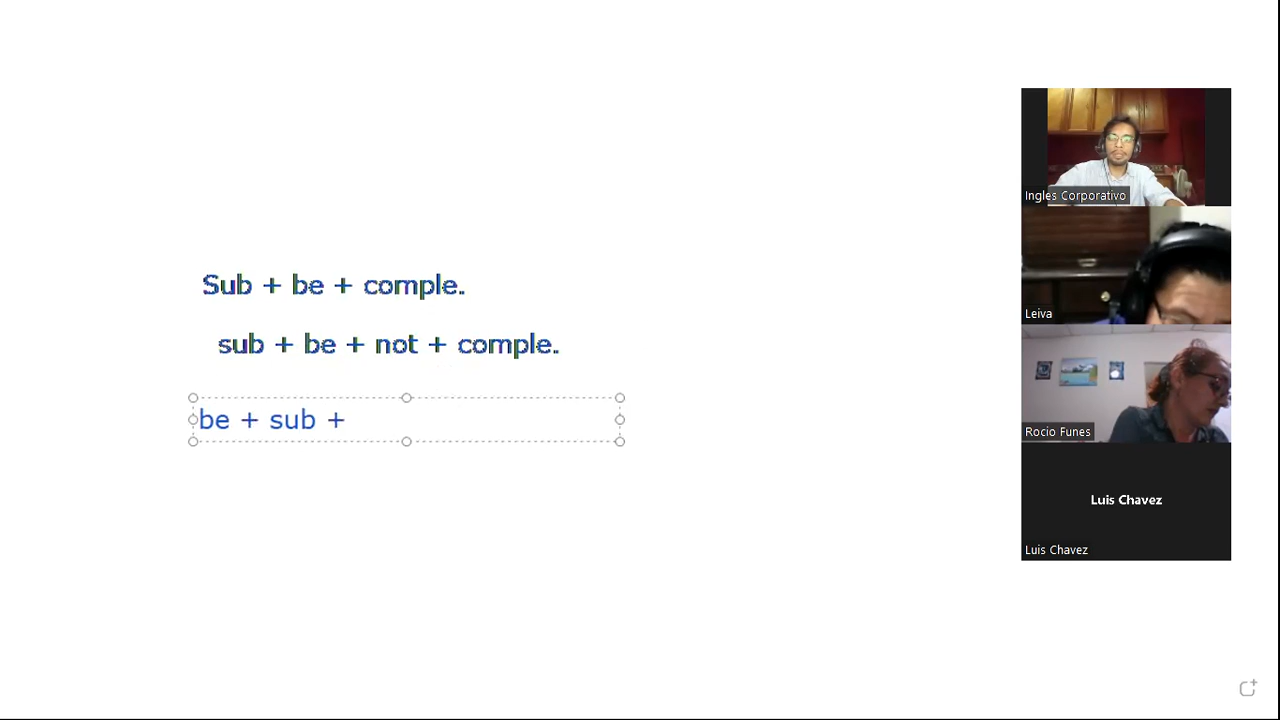 Sub + be + comple.
sub + be + not + comple.
be + sub +
Ingles Corporativo
Leiva
Rocio Funes
Luis Chavez
Luis Chavez